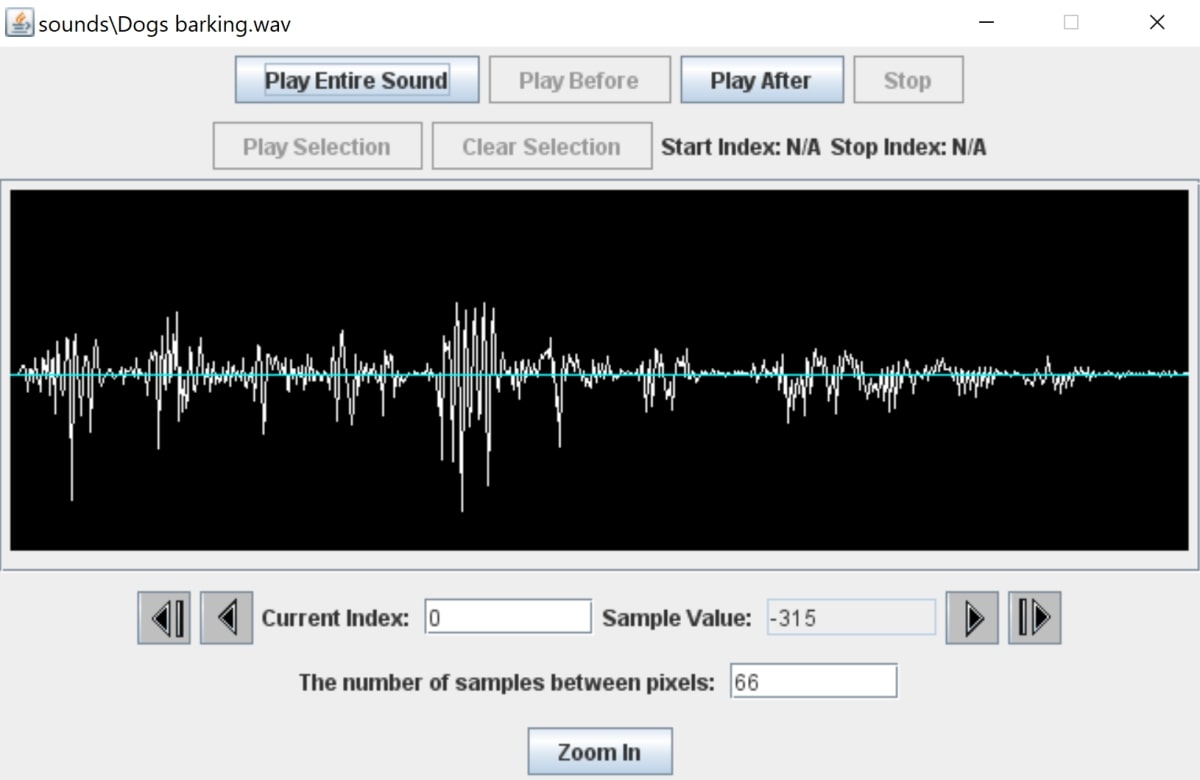 sounds\Dogs barking.wav
Play Entire Sound Play Before Play After Stop
Play Selection Clear Selection Start Index: N/A Stop Index: N/A
Current Index: 0 Sample Value: -315
The number of samples between pixels: 66
Zoom In